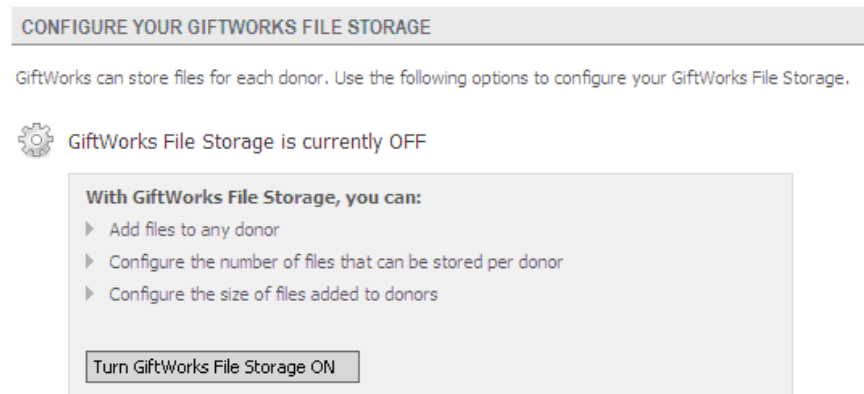 CONFIGURE YOUR GIFTWORKS FILE STORAGE
GiftWorks can store files for each donor. Use the following options to configure your GiftWorks File Storage.
GiftWorks File Storage is currently OFF
With GiftWorks File Storage, you can:
Add files to any donor
Configure the number of files that can be stored per donor
Configure the size of files added to donors
Turn GiftWorks File Storage ON